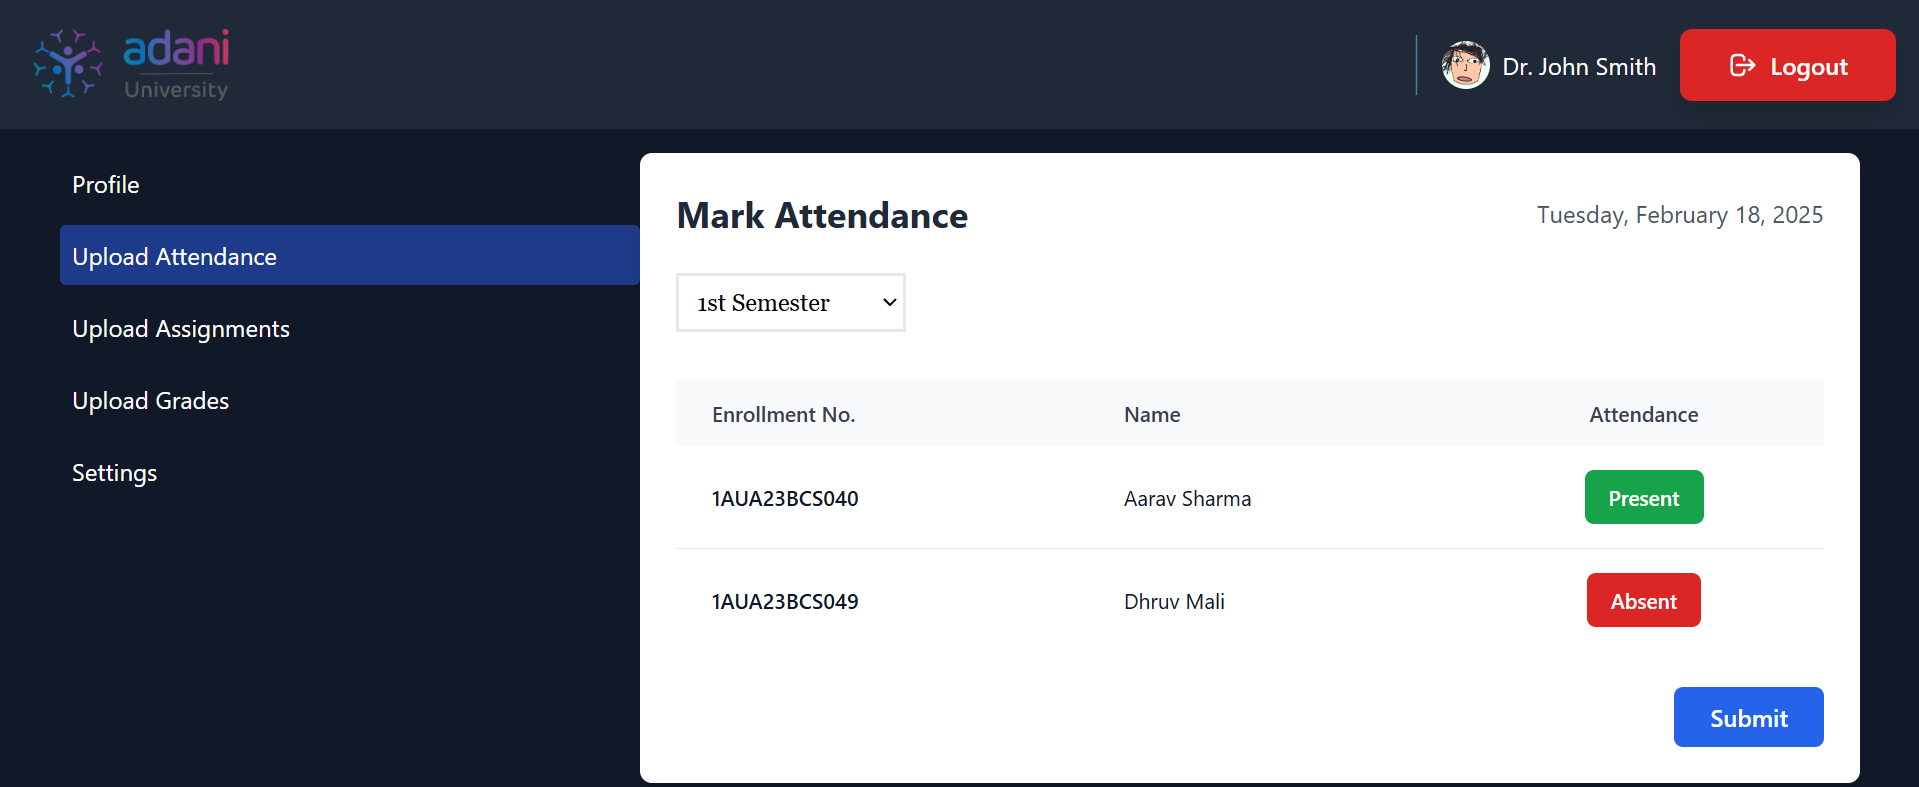 adani
University
Dr. John Smith
Logout
Profile
Upload Attendance
Upload Assignments
Upload Grades
Settings
Mark Attendance
Tuesday, February 18, 2025
1st Semester
Enrollment No. Name Attendance
1AUA23BCS040 Aarav Sharma Present
1AUA23BCS049 Dhruv Mali Absent
Submit